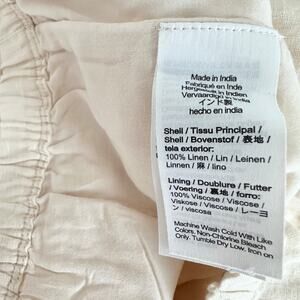 Made in India
Fabriqué en Inde
Hergestellt in Indien
Vervaardigd in India
インド製
hecho en india
Shell / Tissu Principal /
Shell / Bovenstof / 表地 /
tela exterior:
100% Linen / Lin / Leinen /
Linnen / 麻 / lino
Lining / Doublure / Futter
/ Voering / 裏地 / forro:
100% Viscose / Viscose /
Viskose / Viscose / レーヨ
ン / viscosa
Machine Wash Cold With Like
Colors. Non-Chlorine Bleach
Only. Tumble Dry Low. Iron on